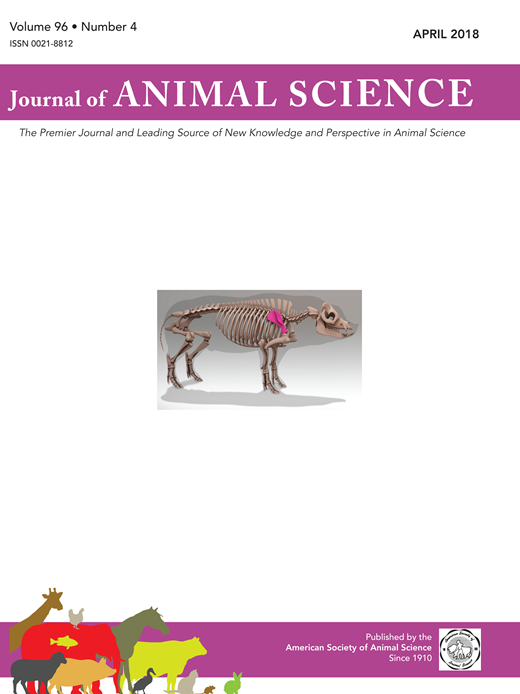 Volume 96 • Number 4
ISSN 0021-8812
APRIL 2018
Journal of ANIMAL SCIENCE
The Premier Journal and Leading Source of New Knowledge and Perspective in Animal Science
Published by the
American Society of Animal Science
Since 1910